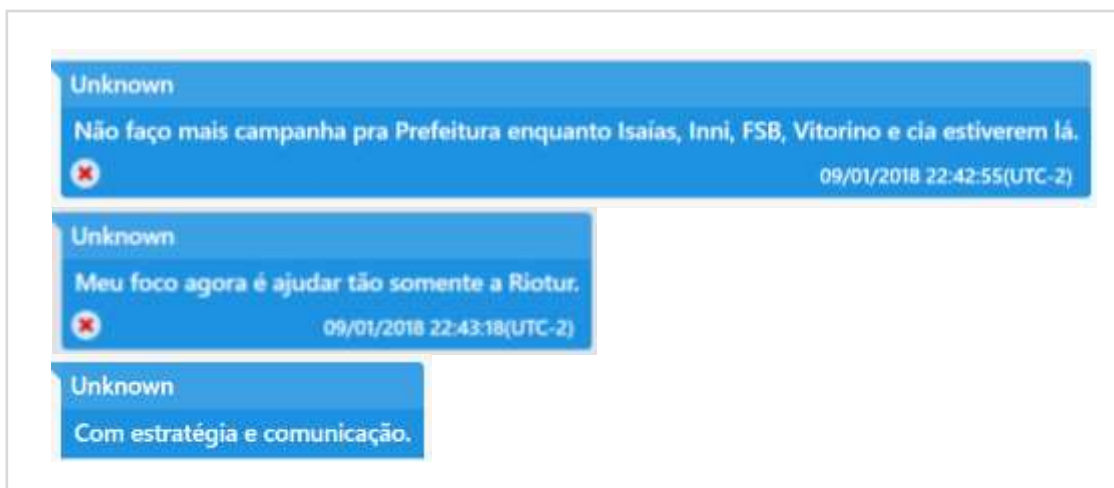 Unknown
Não faço mais campanha pra Prefeitura enquanto Isaías, Inni, FSB, Vitorino e cia estiverem lá.
09/01/2018 22:42:55(UTC-2)
Unknown
Meu foco agora é ajudar tão somente a Riotur.
09/01/2018 22:43:18(UTC-2)
Unknown
Com estratégia e comunicação.